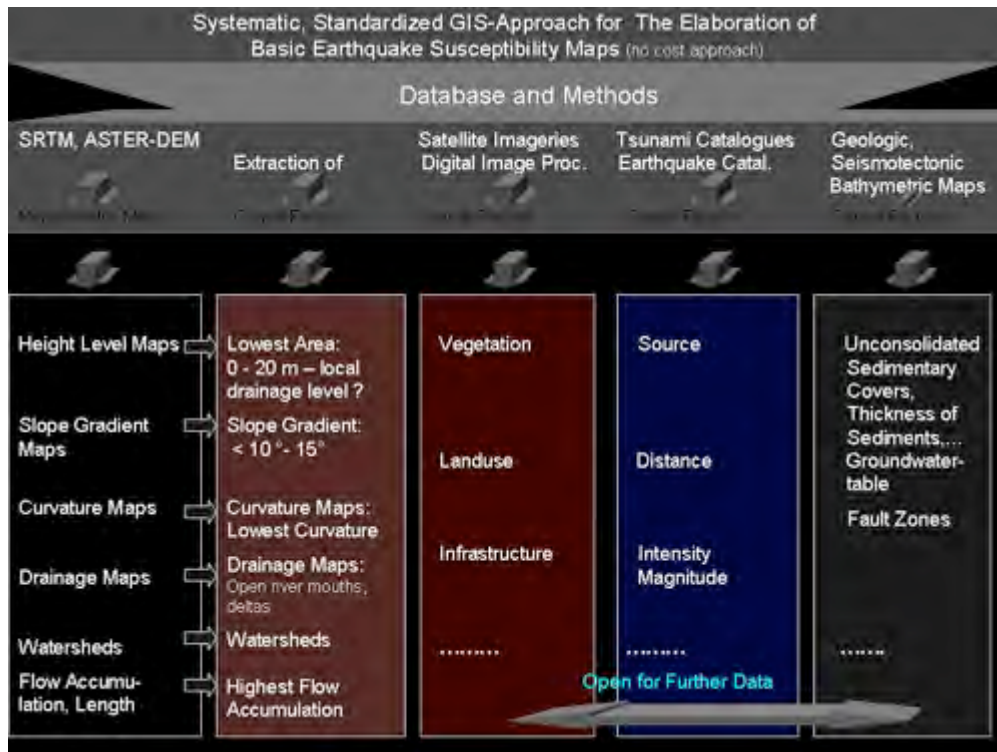 Systematic, Standardized GIS-Approach for The Elaboration of
Basic Earthquake Susceptibility Maps (no cost approach)
Database and Methods
SRTM, ASTER-DEM
Extraction of
Satellite Imageries
Digital Image Proc.
Tsunami Catalogues
Earthquake Catal.
Geologic,
Seismotectonic
Bathymetric Maps
Height Level Maps
Slope Gradient
Maps
Curvature Maps
Drainage Maps
Watersheds
Flow Accumu-
lation, Length
Lowest Area:
0 - 20 m – local
drainage level ?
Slope Gradient:
< 10 °- 15°
Curvature Maps:
Lowest Curvature
Drainage Maps:
Open river mouths,
deltas
Watersheds
Highest Flow
Accumulation
Vegetation
Landuse
Infrastructure
.........
Source
Distance
Intensity
Magnitude
.........
Unconsolidated
Sedimentary
Covers,
Thickness of
Sediments,...
Groundwater-
table
Fault Zones
.......
Open for Further Data